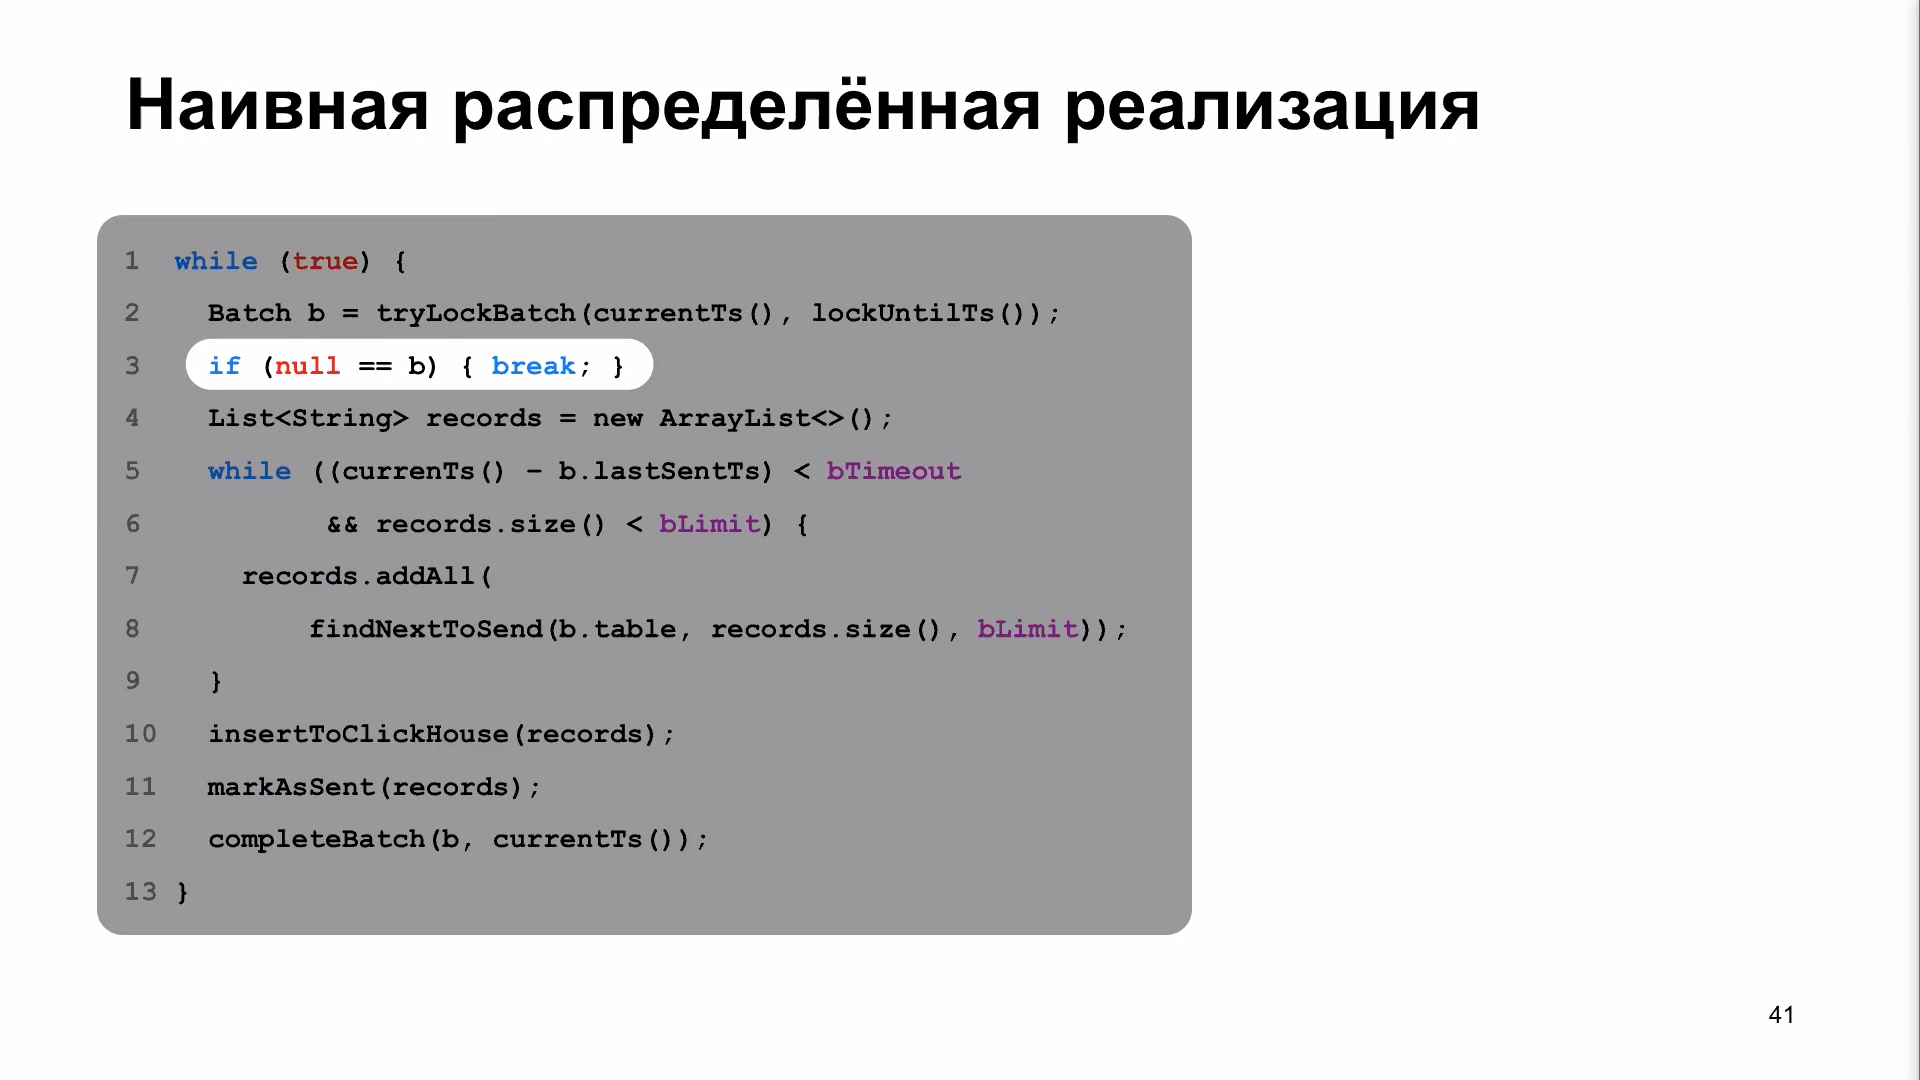 Наивная распределённая реализация
1 while (true) {
2 Batch b = tryLockBatch(currentTs(), lockUntilTs());
3 if (null == b) { break; }
4 List<String> records = new ArrayList<>();
5 while ((currenTs() – b.lastSentTs) < bTimeout
6 && records.size() < bLimit) {
7 records.addAll(
8 findNextToSend(b.table, records.size(), bLimit));
9 }
10 insertToClickHouse(records);
11 markAsSent(records);
12 completeBatch(b, currentTs());
13 }
41